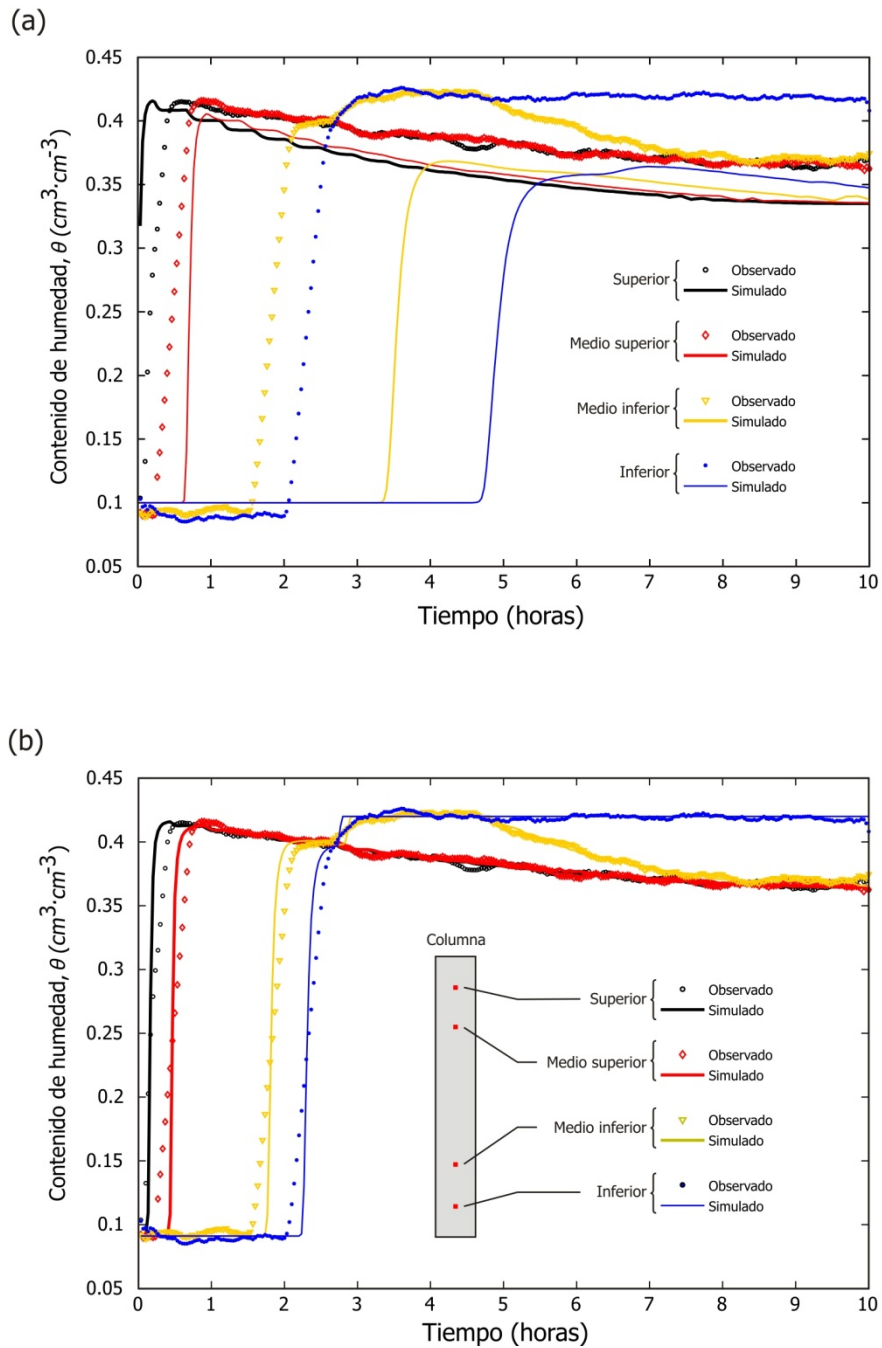 (a)
0.45
0.4
0.35
0.3
0.25
0.2
0.15
0.1
0.05
Contenido de humedad, θ (cm³·cm⁻³)
0 1 2 3 4 5 6 7 8 9 10
Tiempo (horas)
Superior
Observado
Simulado
Medio superior
Observado
Simulado
Medio inferior
Observado
Simulado
Inferior
Observado
Simulado
(b)
0.45
0.4
0.35
0.3
0.25
0.2
0.15
0.1
0.05
Contenido de humedad, θ (cm³·cm⁻³)
0 1 2 3 4 5 6 7 8 9 10
Tiempo (horas)
Columna
Superior
Observado
Simulado
Medio superior
Observado
Simulado
Medio inferior
Observado
Simulado
Inferior
Observado
Simulado